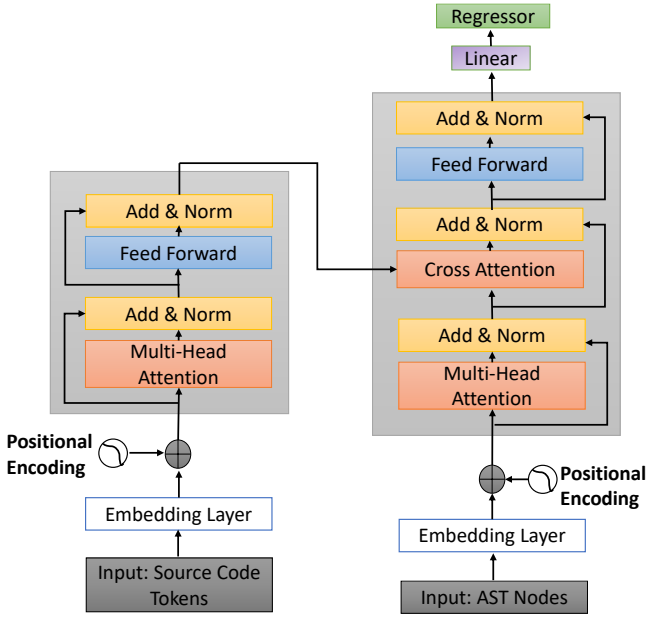 Regressor
Linear
Add & Norm
Feed Forward
Add & Norm
Cross Attention
Add & Norm
Multi-Head
Attention
Positional
Encoding
Embedding Layer
Input: AST Nodes
Add & Norm
Feed Forward
Add & Norm
Multi-Head
Attention
Positional
Encoding
Embedding Layer
Input: Source Code
Tokens